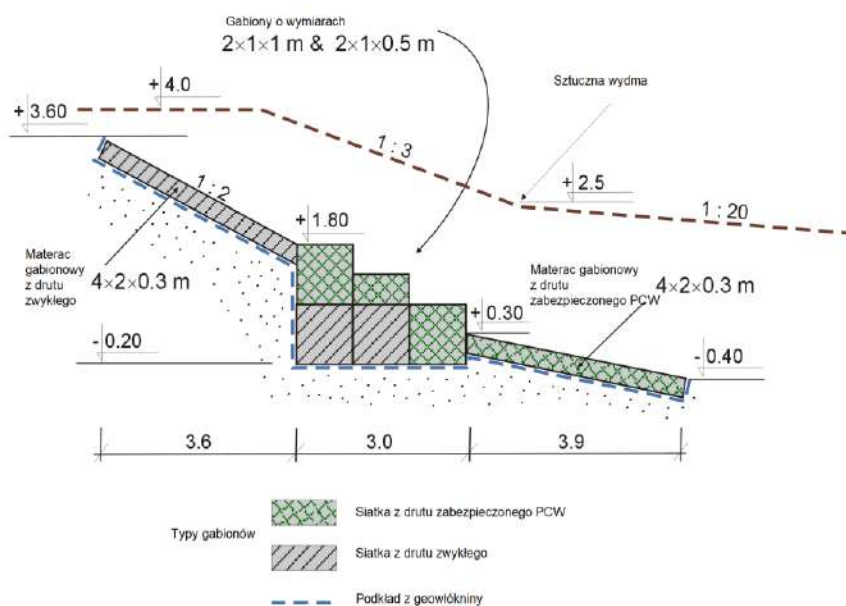 Gabiony o wymiarach
2×1×1 m & 2×1×0.5 m
Sztuczna wydma
+ 4.0
+ 3.60
1 : 3
+ 2.5
1 : 2
1 : 20
+ 1.80
Materac
gabionowy
z drutu
zwykłego
4×2×0.3 m
Materac gabionowy
z drutu
zabezpieczonego PCW
4×2×0.3 m
+ 0.30
- 0.20
- 0.40
3.6
3.0
3.9
Typy gabionów
Siatka z drutu zabezpieczonego PCW
Siatka z drutu zwykłego
Podkład z geowłókniny